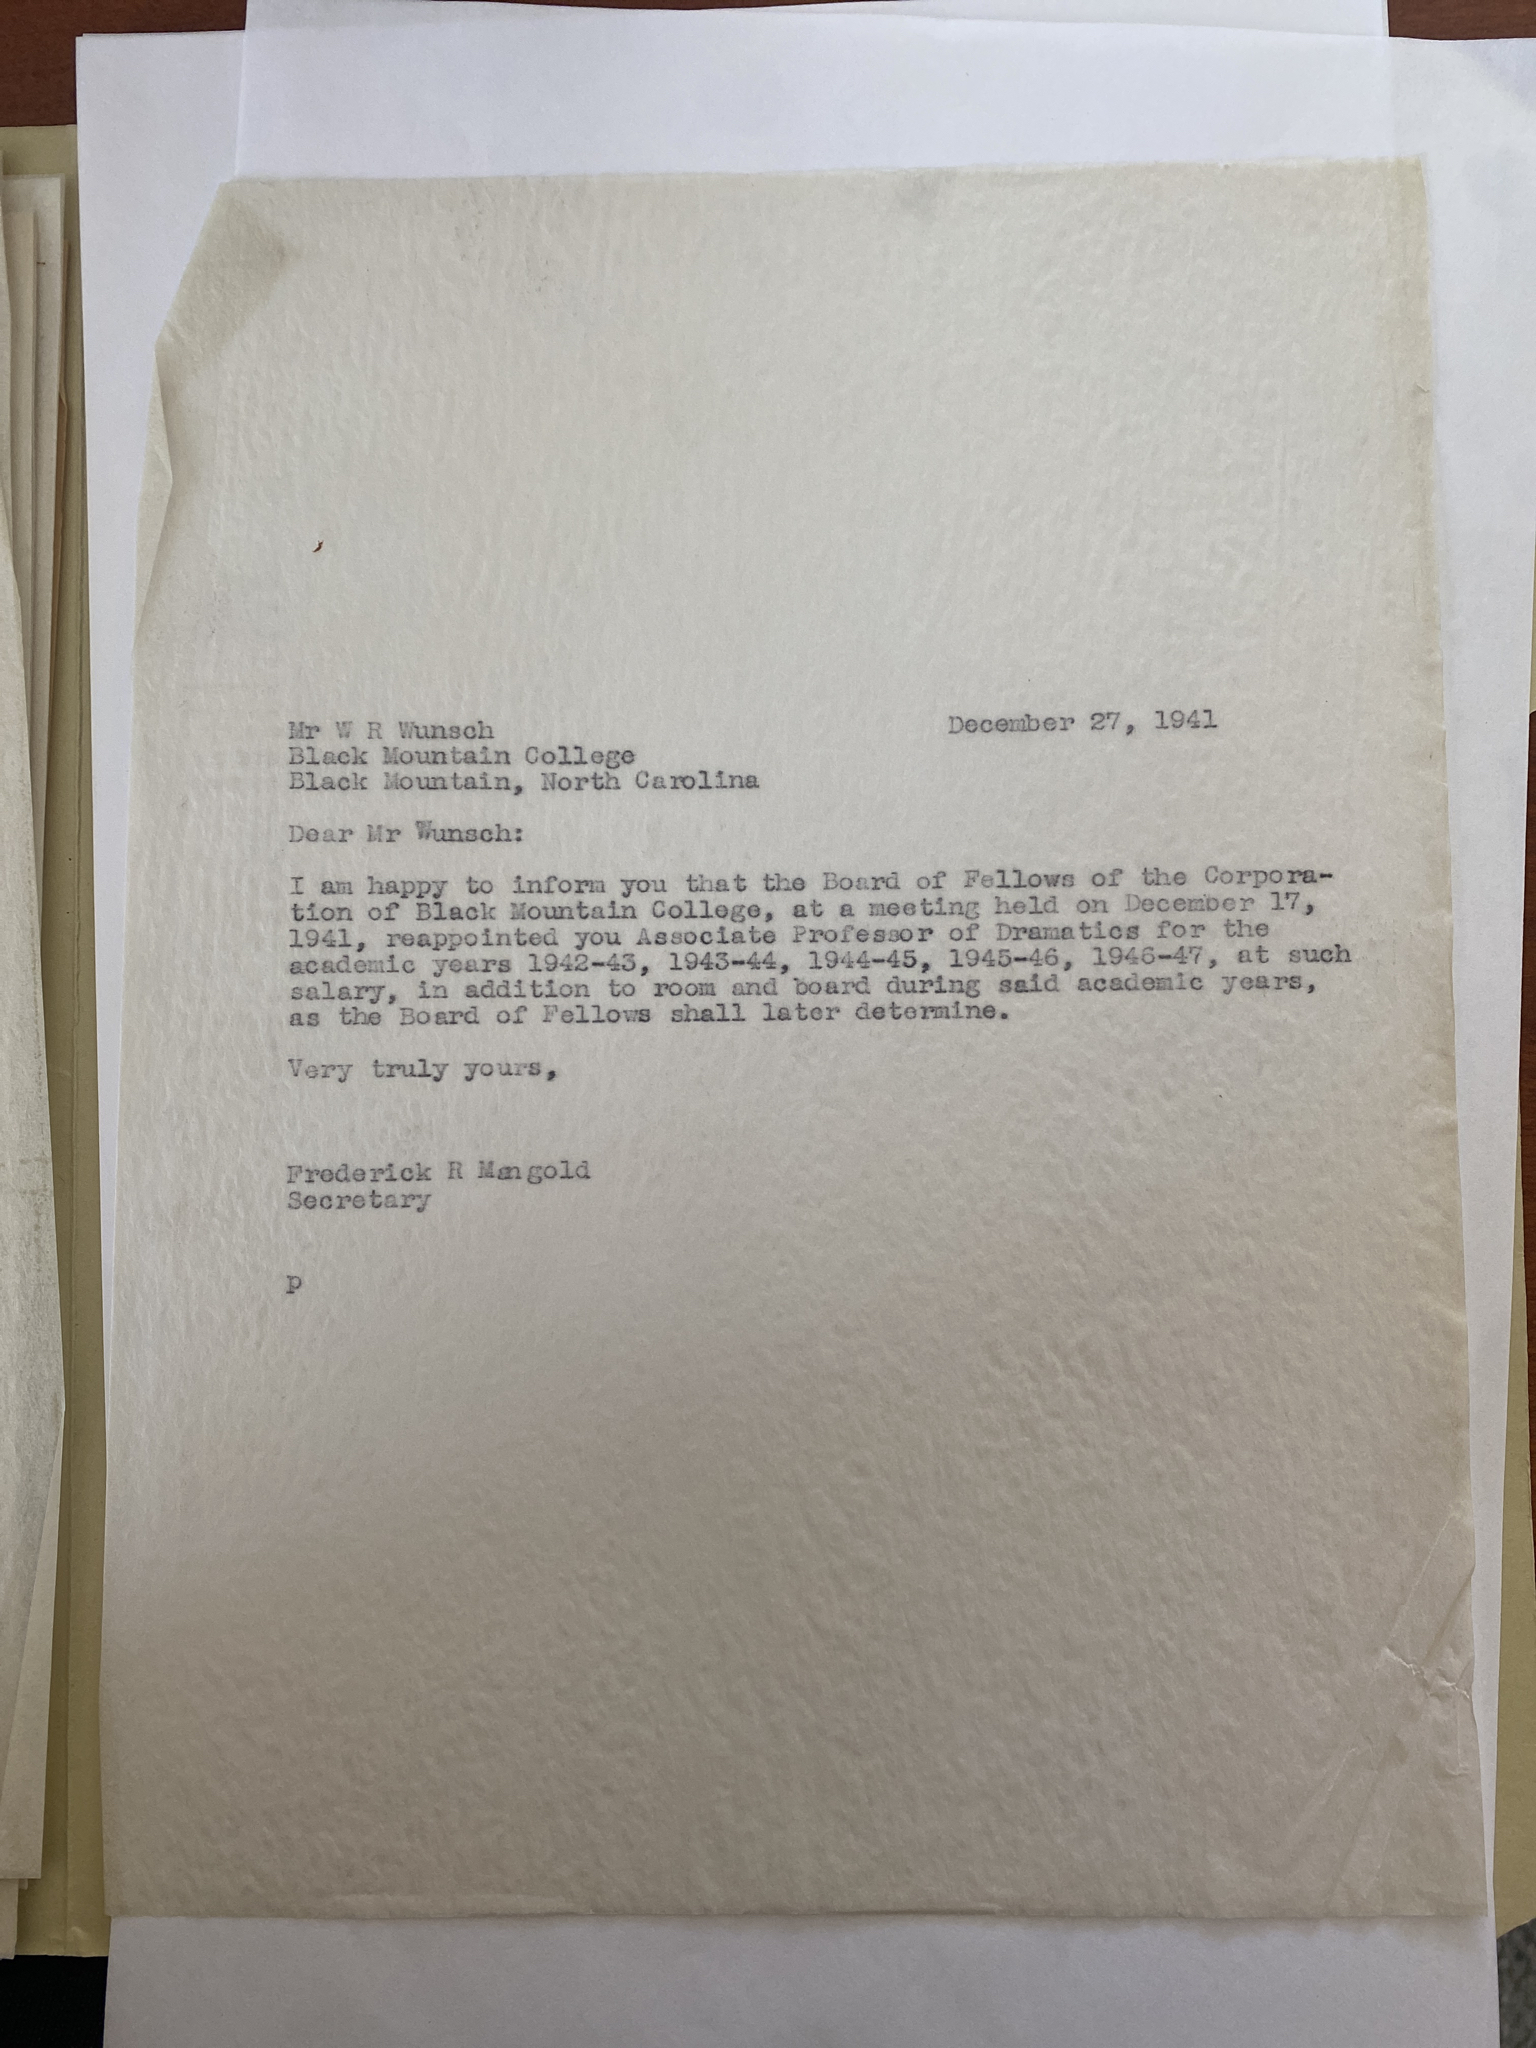 Mr W R Wunsch December 27, 1941
Black Mountain College
Black Mountain, North Carolina
Dear Mr Wunsch:
I am happy to inform you that the Board of Fellows of the Corpora-
tion of Black Mountain College, at a meeting held on December 17,
1941, reappointed you Associate Professor of Dramatics for the
academic years 1942-43, 1943-44, 1944-45, 1945-46, 1946-47, at such
salary, in addition to room and board during said academic years,
as the Board of Fellows shall later determine.
Very truly yours,
Frederick R Mangold
Secretary
p